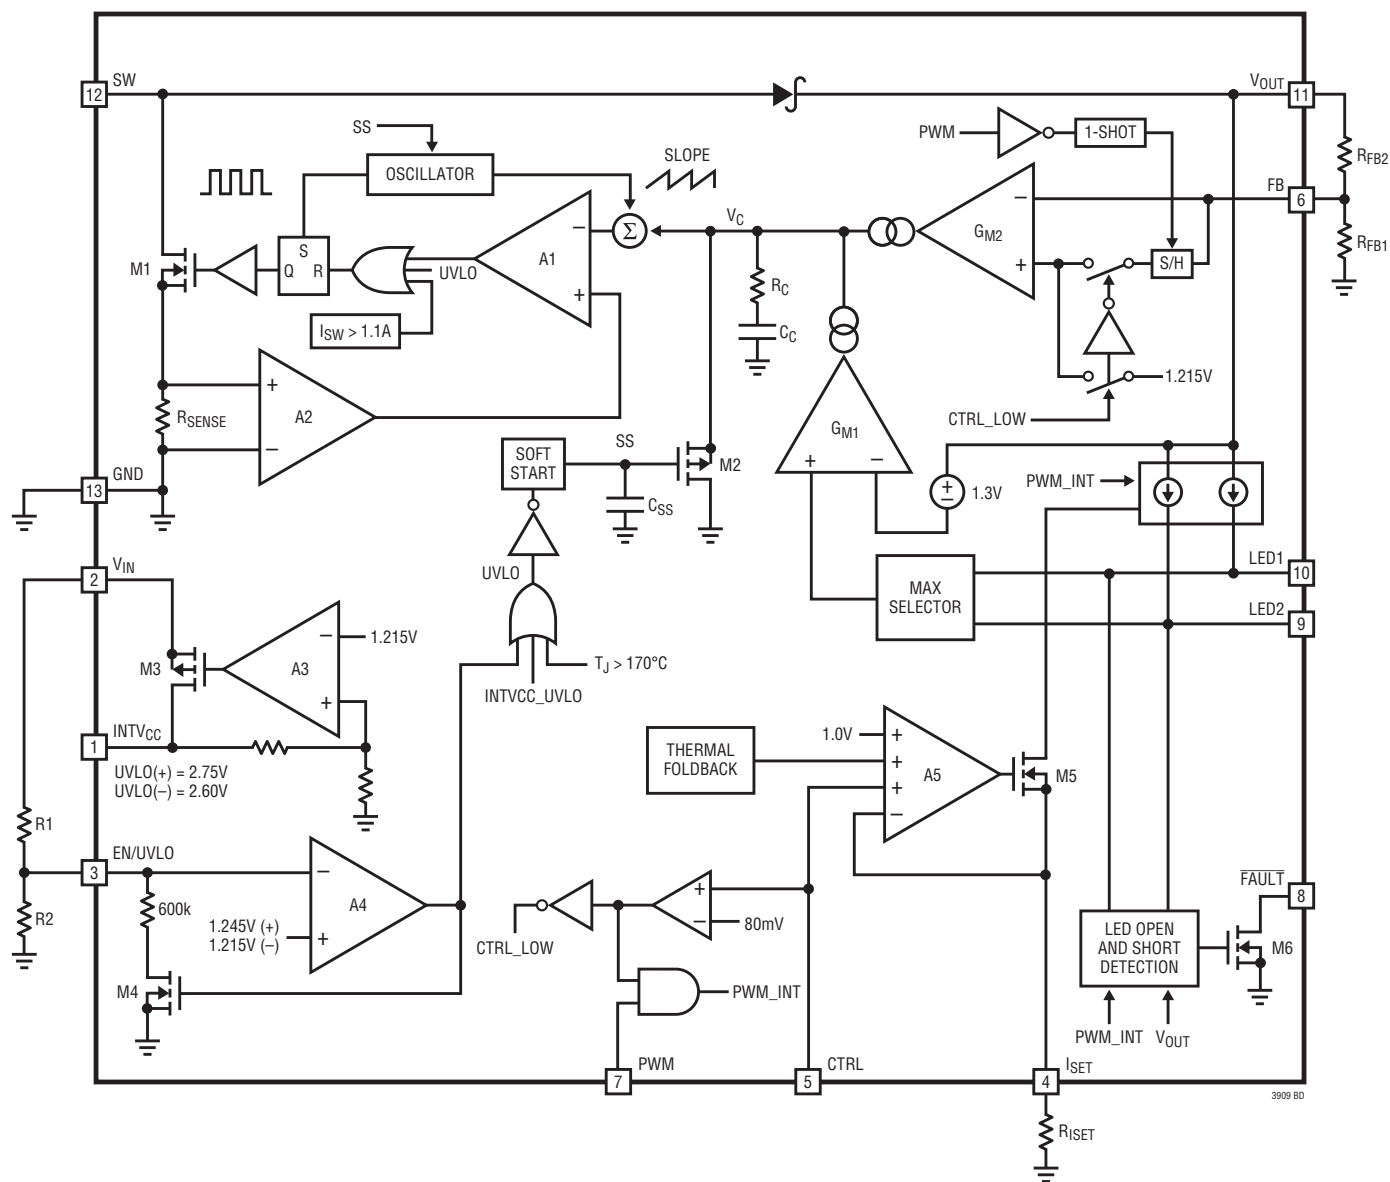 SW
12
VOUT
11
SS
OSCILLATOR
SLOPE
PWM
1-SHOT
RFB2
FB
6
RFB1
VC
GM2
−
+
S/H
M1
Q
S
R
UVLO
A1
−
+
Σ
ISW > 1.1A
RC
CC
1.215V
CTRL_LOW
RSENSE
+
A2
−
GM1
+
−
SOFT
START
SS
CSS
M2
+
−
1.3V
PWM_INT
GND
13
UVLO
VIN
2
MAX
SELECTOR
LED1
10
LED2
9
M3
A3
−
1.215V
+
TJ > 170°C
INTVCC_UVLO
INTVCC
1
UVLO(+) = 2.75V
UVLO(–) = 2.60V
THERMAL
FOLDBACK
1.0V
+
+
+
−
A5
M5
R1
EN/UVLO
3
R2
600k
1.245V (+)
1.215V (–)
−
A4
+
M4
CTRL_LOW
+
−
80mV
PWM_INT
FAULT
8
LED OPEN
AND SHORT
DETECTION
M6
PWM_INT
VOUT
PWM
7
CTRL
5
ISET
4
RISET
3909 BD